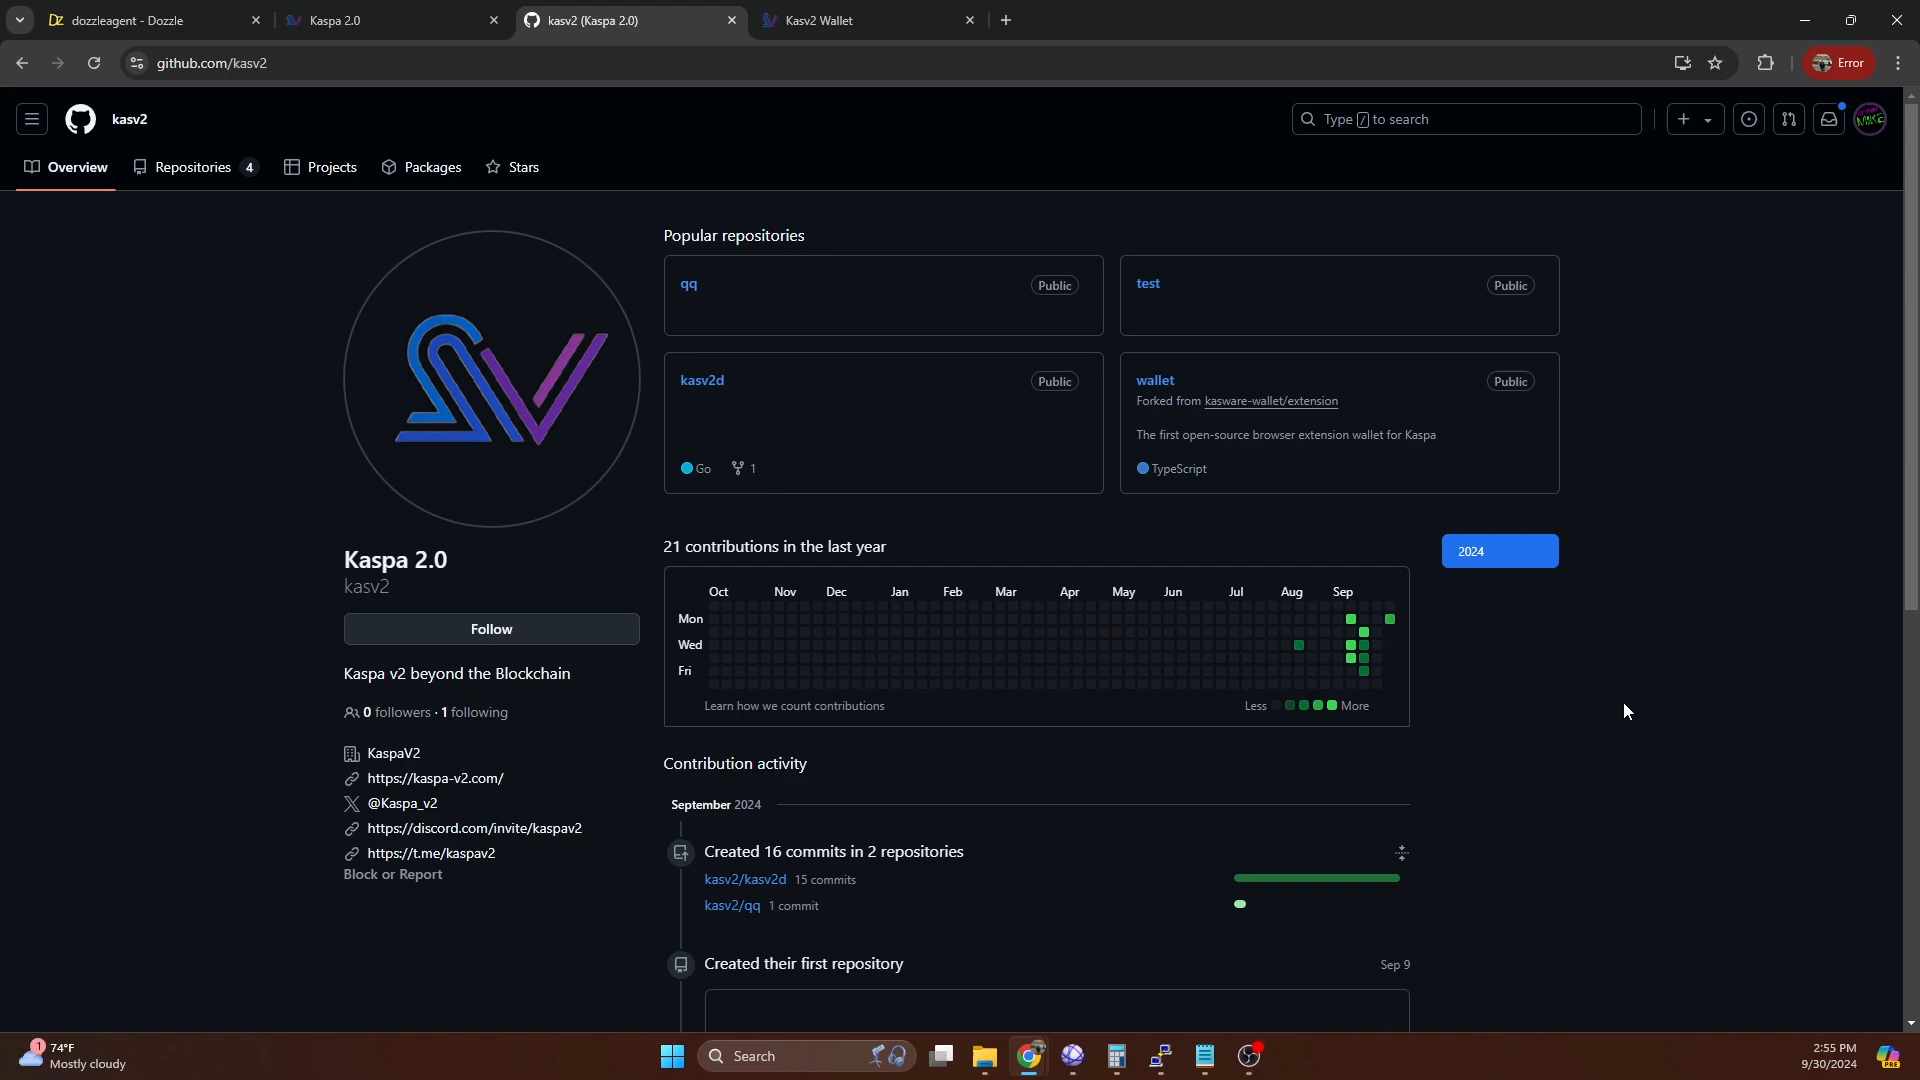 dozzleagent - Dozzle
Kaspa 2.0
kasv2 (Kaspa 2.0)
Kasv2 Wallet
github.com/kasv2
Error
kasv2
Type / to search
Overview
Repositories 4
Projects
Packages
Stars
Popular repositories
qq
Public
test
Public
kasv2d
Public
Go
1
wallet
Public
Forked from kasware-wallet/extension
The first open-source browser extension wallet for Kaspa
TypeScript
Kaspa 2.0
kasv2
Follow
Kaspa v2 beyond the Blockchain
0 followers · 1 following
KaspaV2
https://kaspa-v2.com/
@Kaspa_v2
https://discord.com/invite/kaspav2
https://t.me/kaspav2
Block or Report
21 contributions in the last year
2024
Oct Nov Dec Jan Feb Mar Apr May Jun Jul Aug Sep
Mon
Wed
Fri
Learn how we count contributions
Less
More
Contribution activity
September 2024
Created 16 commits in 2 repositories
kasv2/kasv2d 15 commits
kasv2/qq 1 commit
Created their first repository
Sep 9
1
74°F
Mostly cloudy
Search
2:55 PM
9/30/2024
PRE